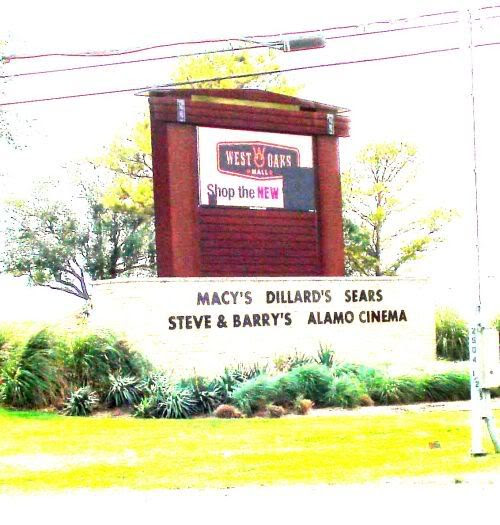 WEST OAKS
MALL
Shop the NEW
MACY'S DILLARD'S SEARS
STEVE & BARRY'S ALAMO CINEMA